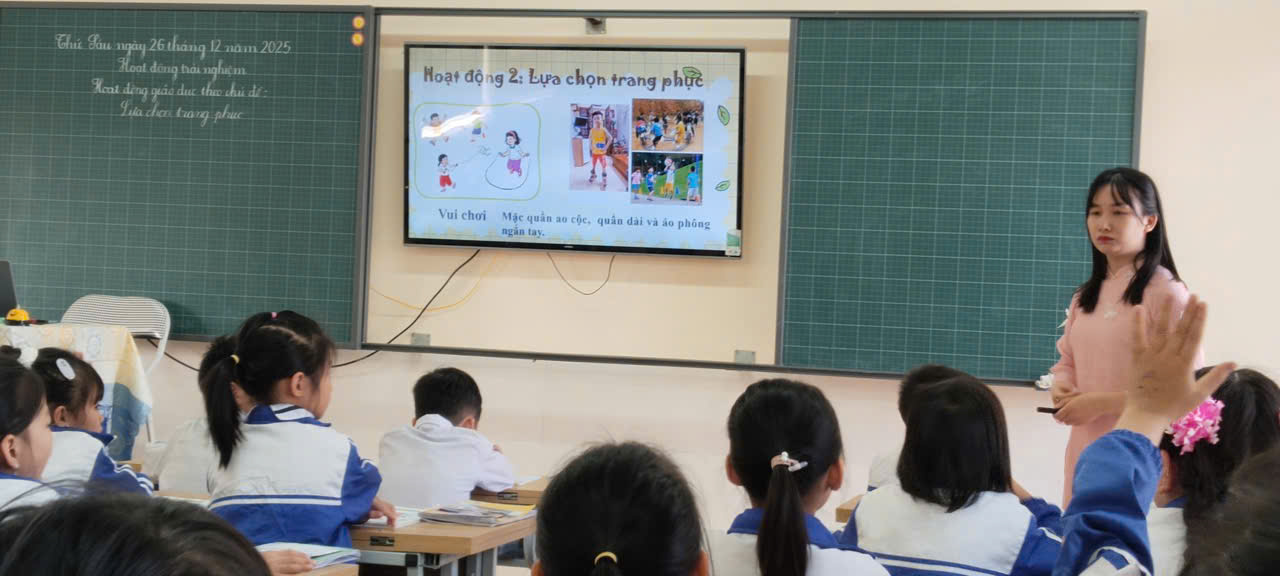 Thứ Sáu ngày 26 tháng 12 năm 2025
Hoạt động trải nghiệm
Hoạt động giáo dục theo chủ đề:
Lựa chọn trang phục
Hoạt động 2: Lựa chọn trang phục
Vui chơi
Mặc quần ao cộc, quần dài và áo phông
ngắn tay.